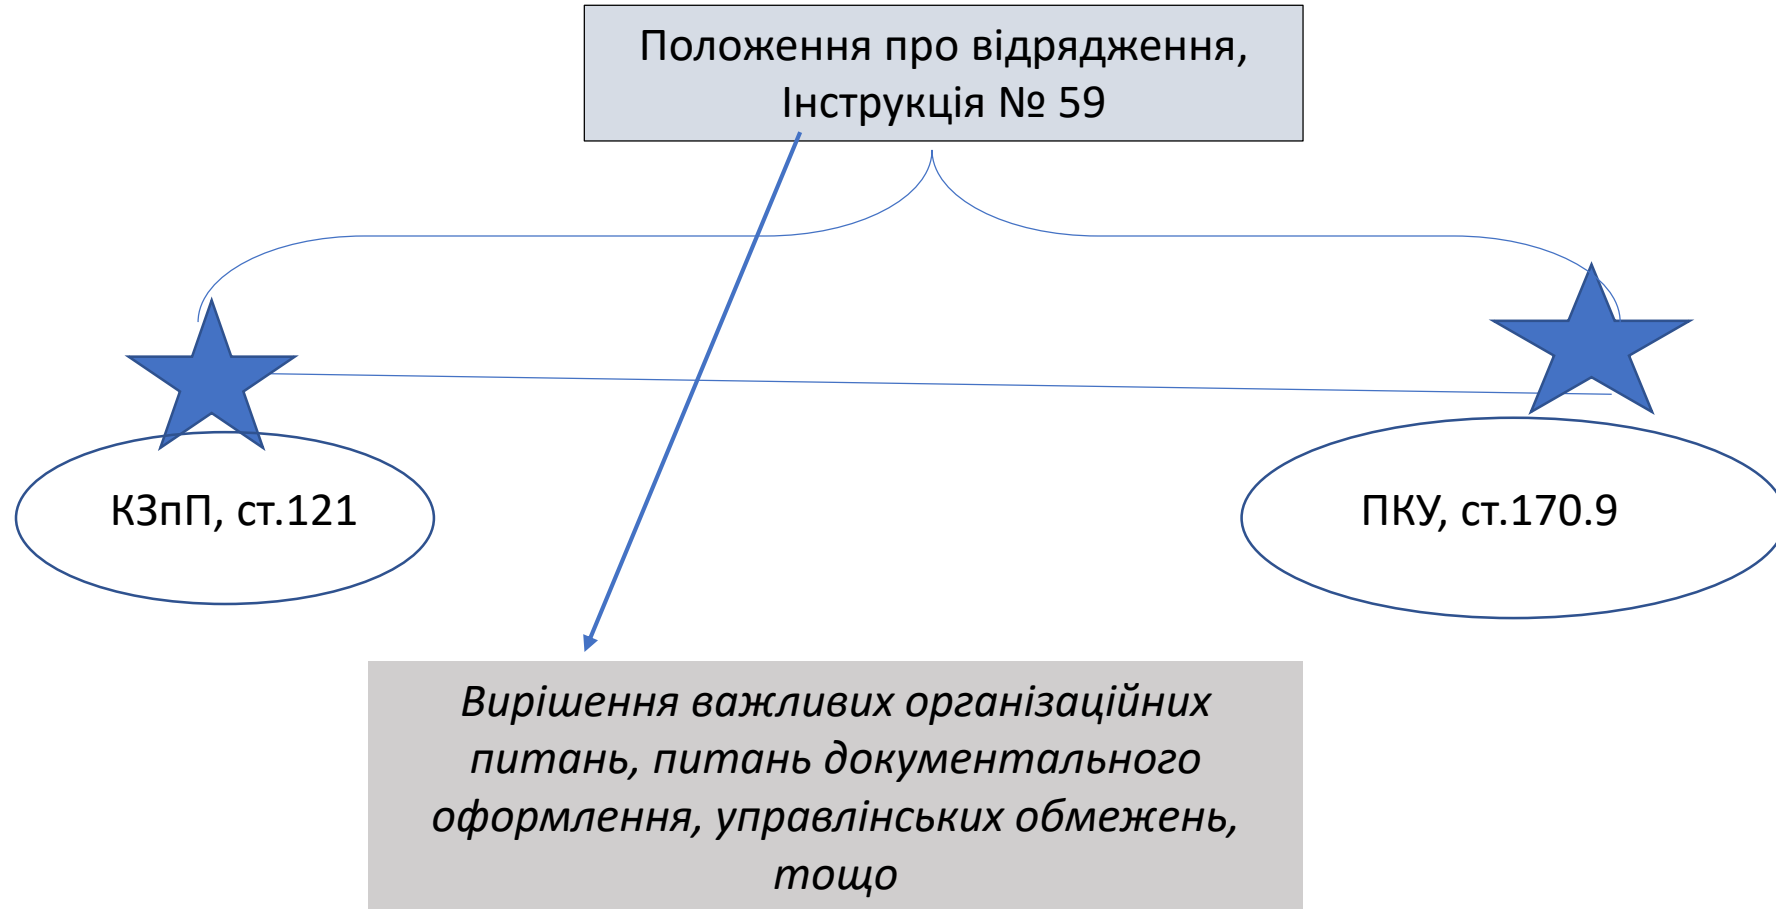 Положення про відрядження,
Інструкція № 59
КЗпП, ст.121
ПКУ, ст.170.9
Вирішення важливих організаційних
питань, питань документального
оформлення, управлінських обмежень,
тощо